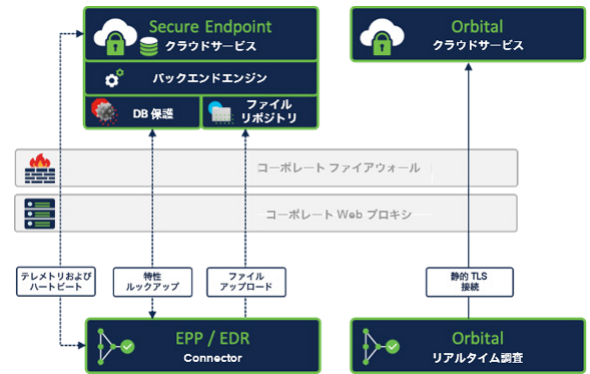 Secure Endpoint
クラウドサービス
バックエンドエンジン
DB 保護
ファイル
リポジトリ
Orbital
クラウドサービス
コーポレート ファイアウォール
コーポレート Web プロキシ
テレメトリおよび
ハートビート
特性
ルックアップ
ファイル
アップロード
静的 TLS
接続
EPP / EDR
Connector
Orbital
リアルタイム調査